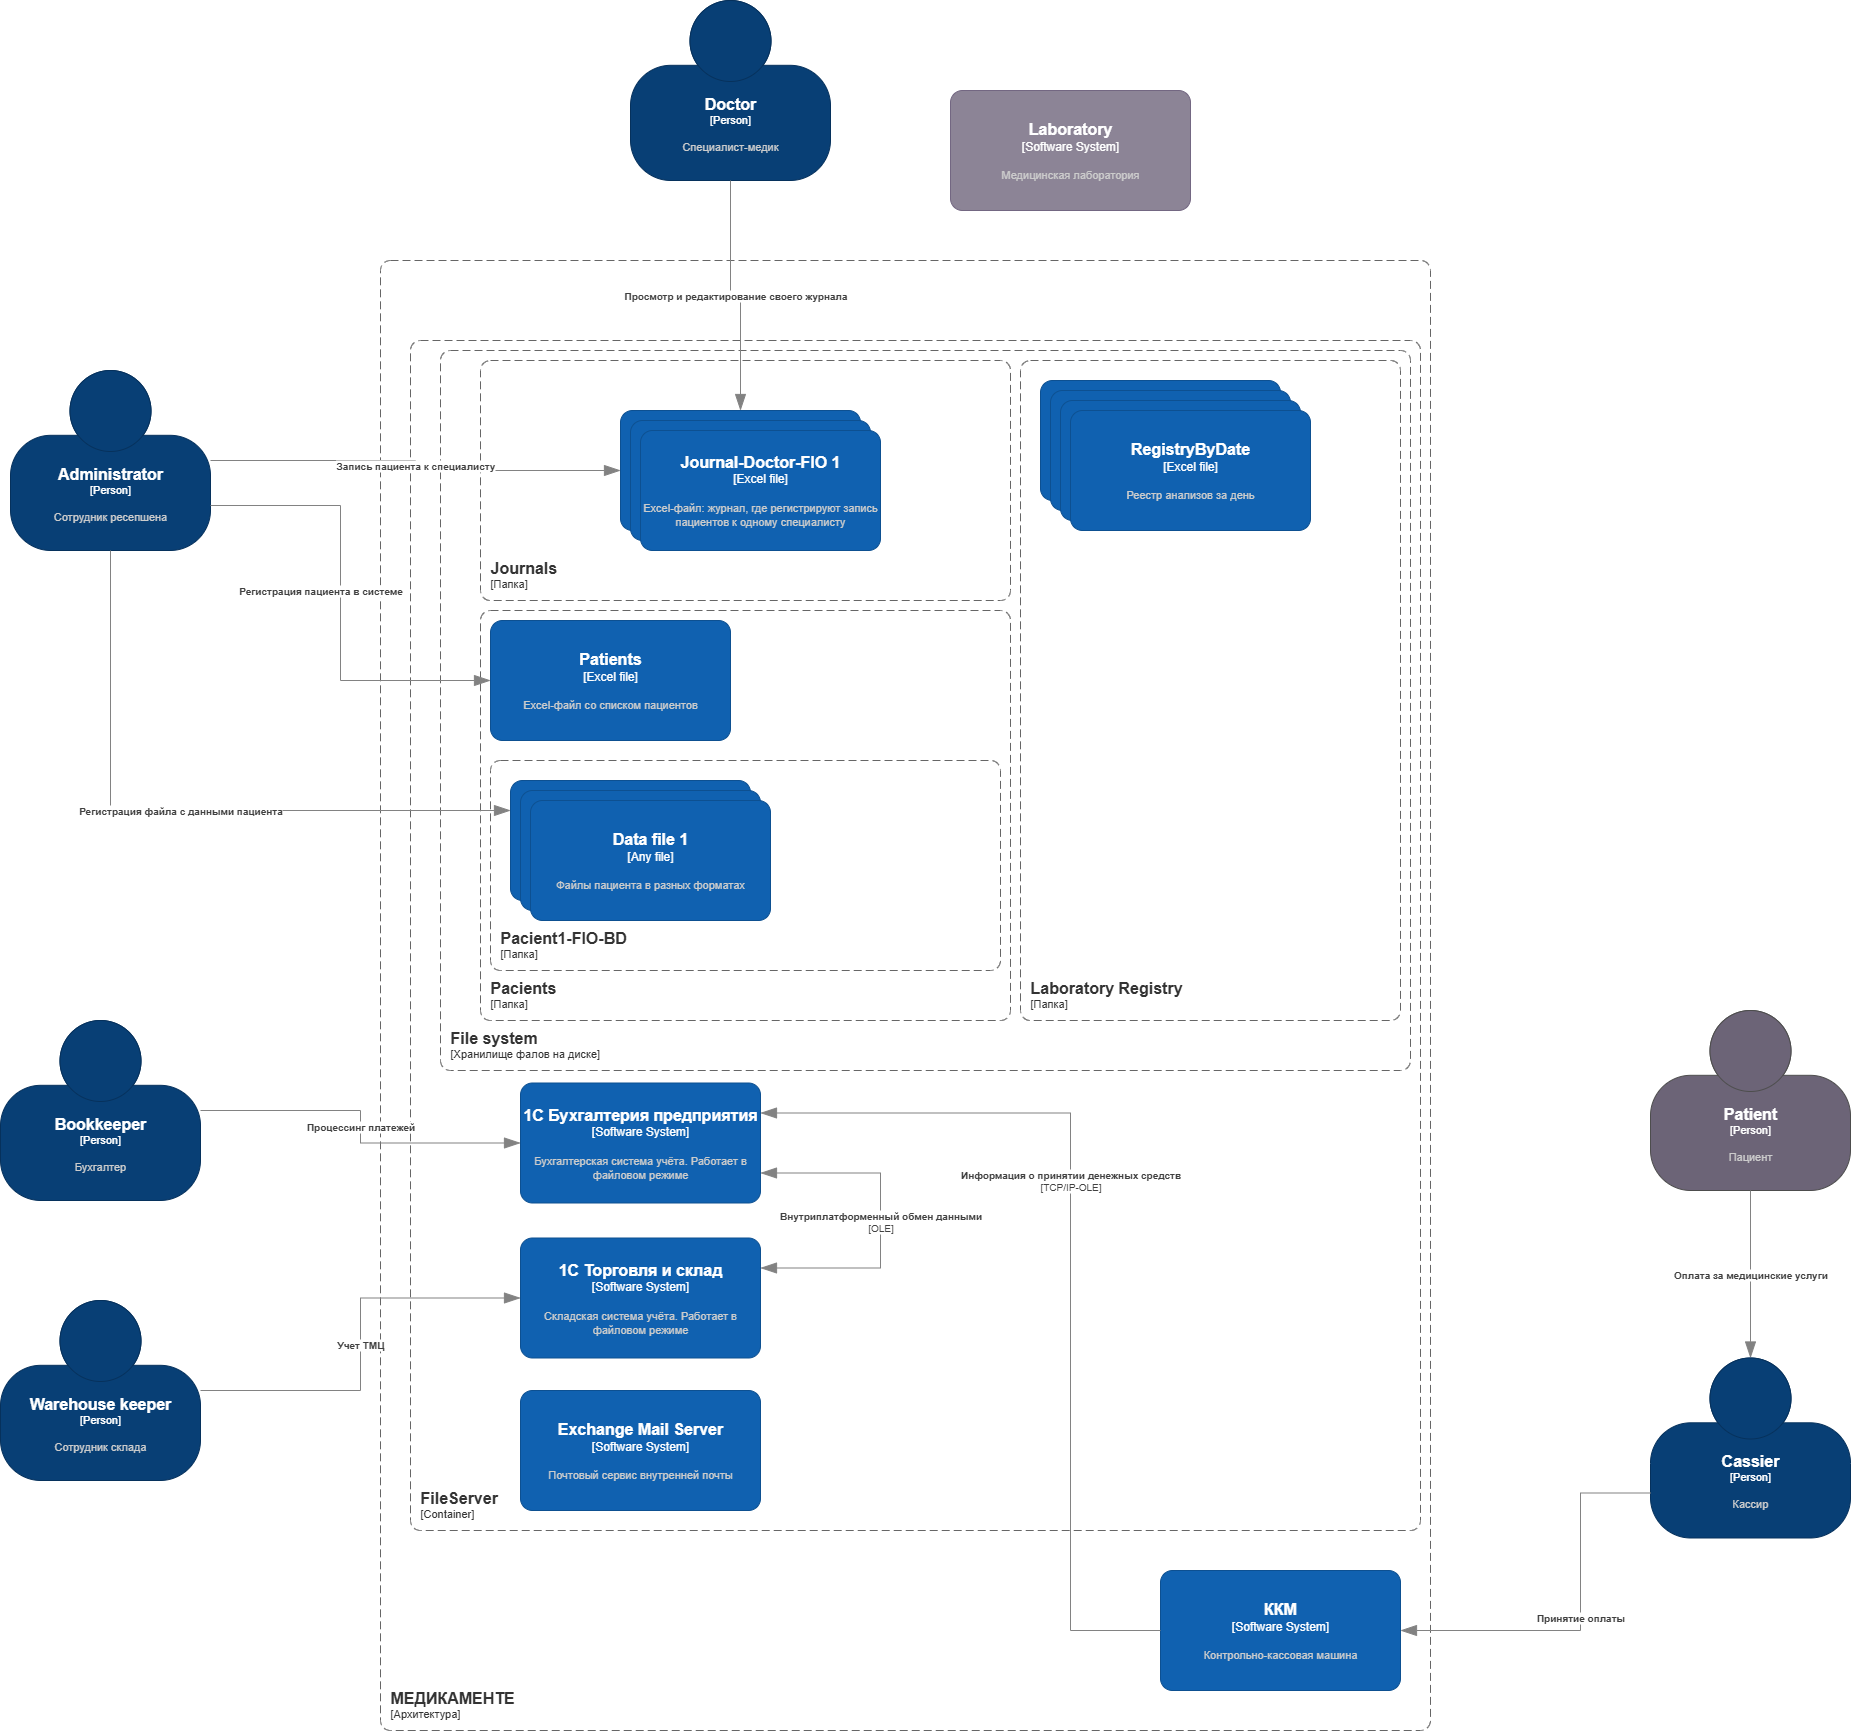 Doctor
[Person]
Специалист-медик
Laboratory
[Software System]
Медицинская лаборатория
Просмотр и редактирование своего журнала
Administrator
[Person]
Сотрудник ресепшена
Запись пациента к специалисту
Регистрация пациента в системе
Регистрация файла с данными пациента
Journal-Doctor-FIO 1
[Excel file]
Excel-файл: журнал, где регистрируют запись
пациентов к одному специалисту
Journals
[Папка]
RegistryByDate
[Excel file]
Реестр анализов за день
Patients
[Excel file]
Excel-файл со списком пациентов
Data file 1
[Any file]
Файлы пациента в разных форматах
Pacient1-FIO-BD
[Папка]
Pacients
[Папка]
Laboratory Registry
[Папка]
File system
[Хранилище фалов на диске]
Bookkeeper
[Person]
Бухгалтер
Процессинг платежей
1С Бухгалтерия предприятия
[Software System]
Бухгалтерская система учёта. Работает в
файловом режиме
Информация о принятии денежных средств
[TCP/IP-OLE]
Внутриплатформенный обмен данными
[OLE]
Patient
[Person]
Пациент
Оплата за медицинские услуги
1С Торговля и склад
[Software System]
Складская система учёта. Работает в
файловом режиме
Учет ТМЦ
Warehouse keeper
[Person]
Сотрудник склада
Exchange Mail Server
[Software System]
Почтовый сервис внутренней почты
FileServer
[Container]
Cassier
[Person]
Кассир
Принятие оплаты
ККМ
[Software System]
Контрольно-кассовая машина
МЕДИКАМЕНТЕ
[Архитектура]